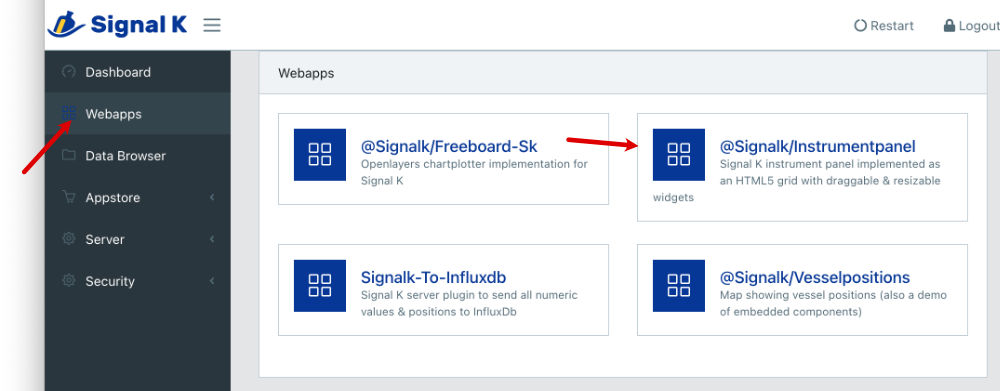 Signal K
Restart
Logout
Dashboard
Webapps
Data Browser
Appstore
Server
Security
Webapps
@Signalk/Freeboard-Sk
Openlayers chartplotter implementation for
Signal K
@Signalk/Instrumentpanel
Signal K instrument panel implemented as
an HTML5 grid with draggable & resizable
widgets
Signalk-To-Influxdb
Signal K server plugin to send all numeric
values & positions to InfluxDb
@Signalk/Vesselpositions
Map showing vessel positions (also a demo
of embedded components)